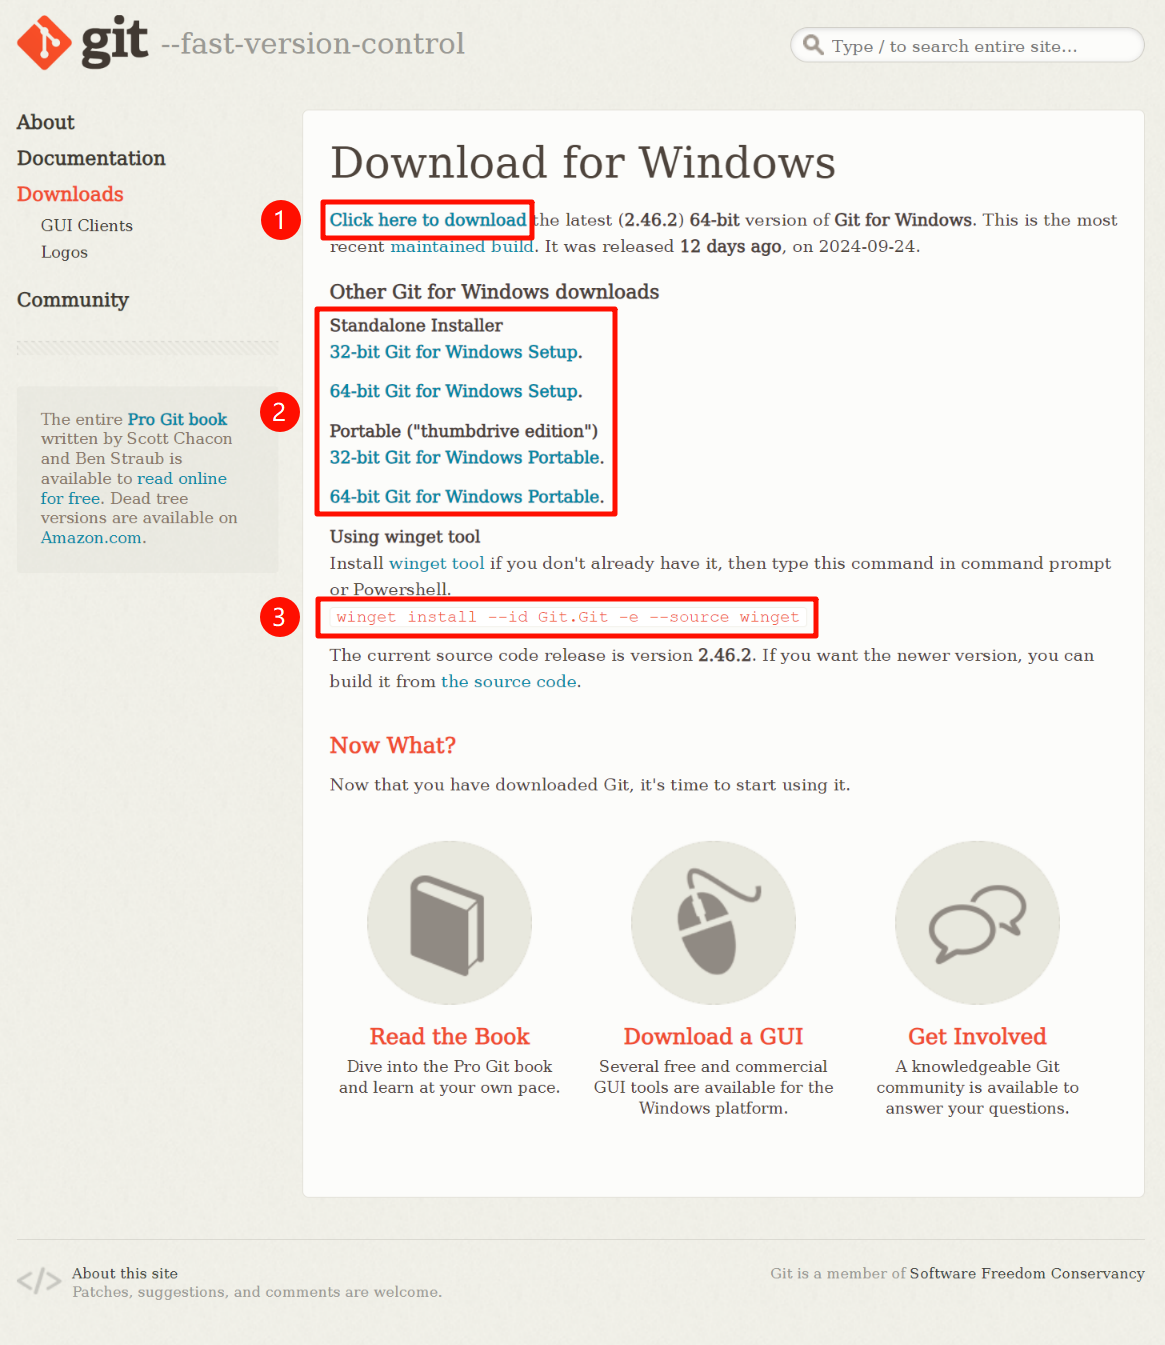 git --fast-version-control
Type / to search entire site...
About
Documentation
Downloads
GUI Clients
Logos
Community
The entire Pro Git book
written by Scott Chacon
and Ben Straub is
available to read online
for free. Dead tree
versions are available on
Amazon.com.
Download for Windows
1
Click here to download the latest (2.46.2) 64-bit version of Git for Windows. This is the most
recent maintained build. It was released 12 days ago, on 2024-09-24.
Other Git for Windows downloads
Standalone Installer
32-bit Git for Windows Setup.
64-bit Git for Windows Setup.
2
Portable ("thumbdrive edition")
32-bit Git for Windows Portable.
64-bit Git for Windows Portable.
Using winget tool
Install winget tool if you don't already have it, then type this command in command prompt
or Powershell.
3
winget install --id Git.Git -e --source winget
The current source code release is version 2.46.2. If you want the newer version, you can
build it from the source code.
Now What?
Now that you have downloaded Git, it's time to start using it.
Read the Book
Dive into the Pro Git book
and learn at your own pace.
Download a GUI
Several free and commercial
GUI tools are available for the
Windows platform.
Get Involved
A knowledgeable Git
community is available to
answer your questions.
</> About this site
Patches, suggestions, and comments are welcome.
Git is a member of Software Freedom Conservancy